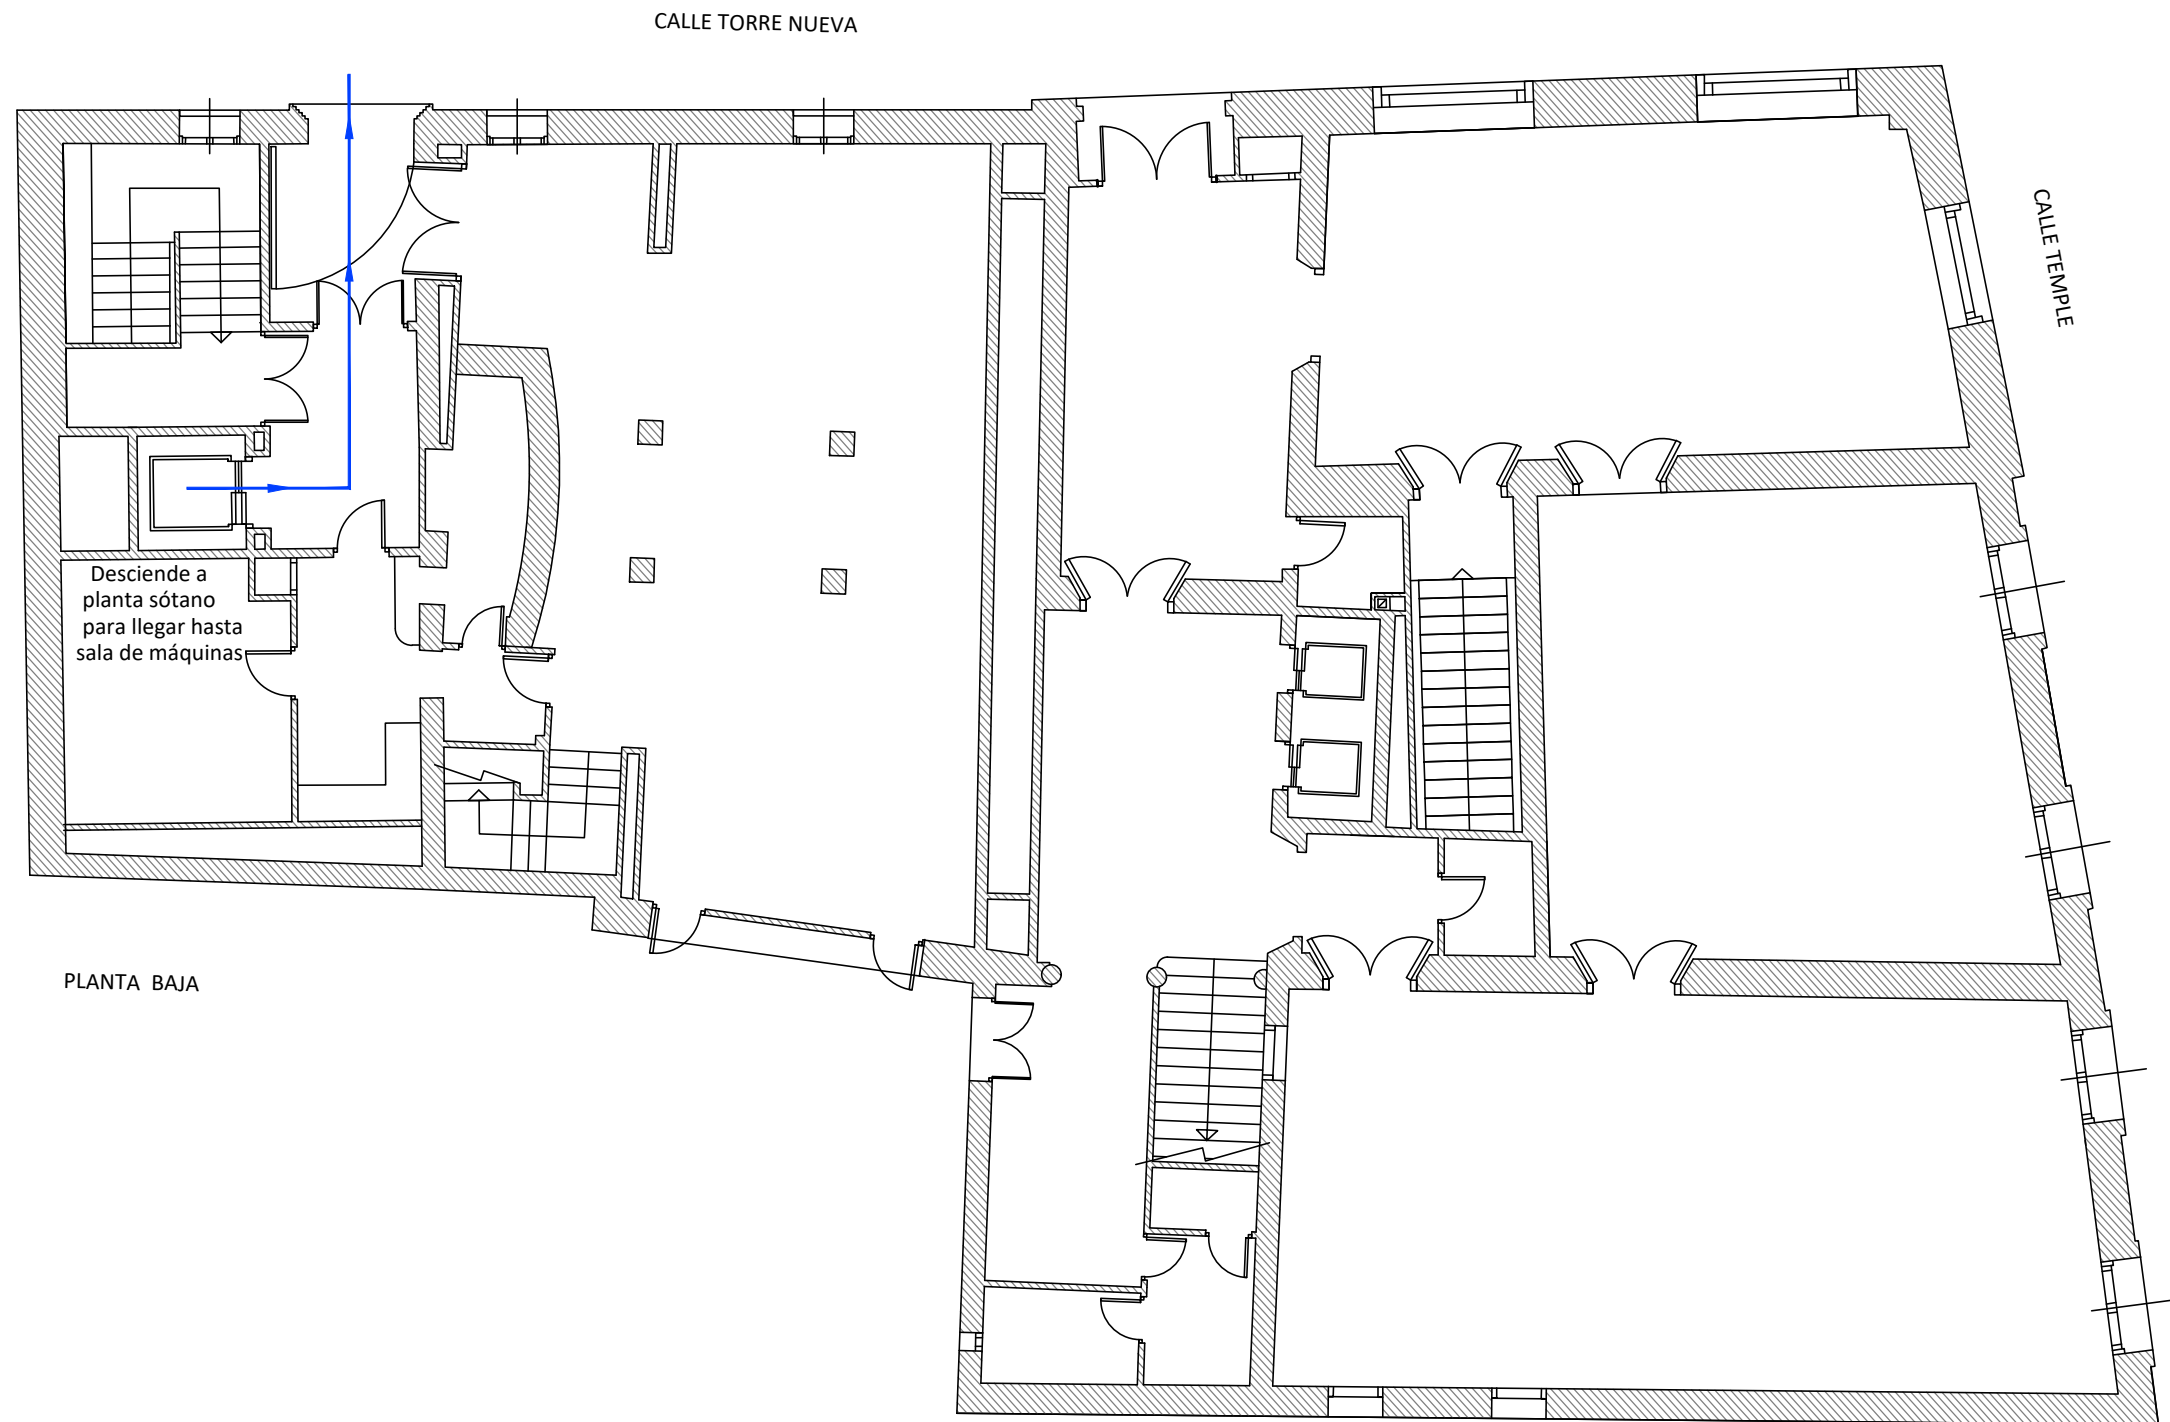 CALLE TORRE NUEVA
CALLE TEMPLE
Desciende a
planta sótano
para llegar hasta
sala de máquinas
PLANTA BAJA